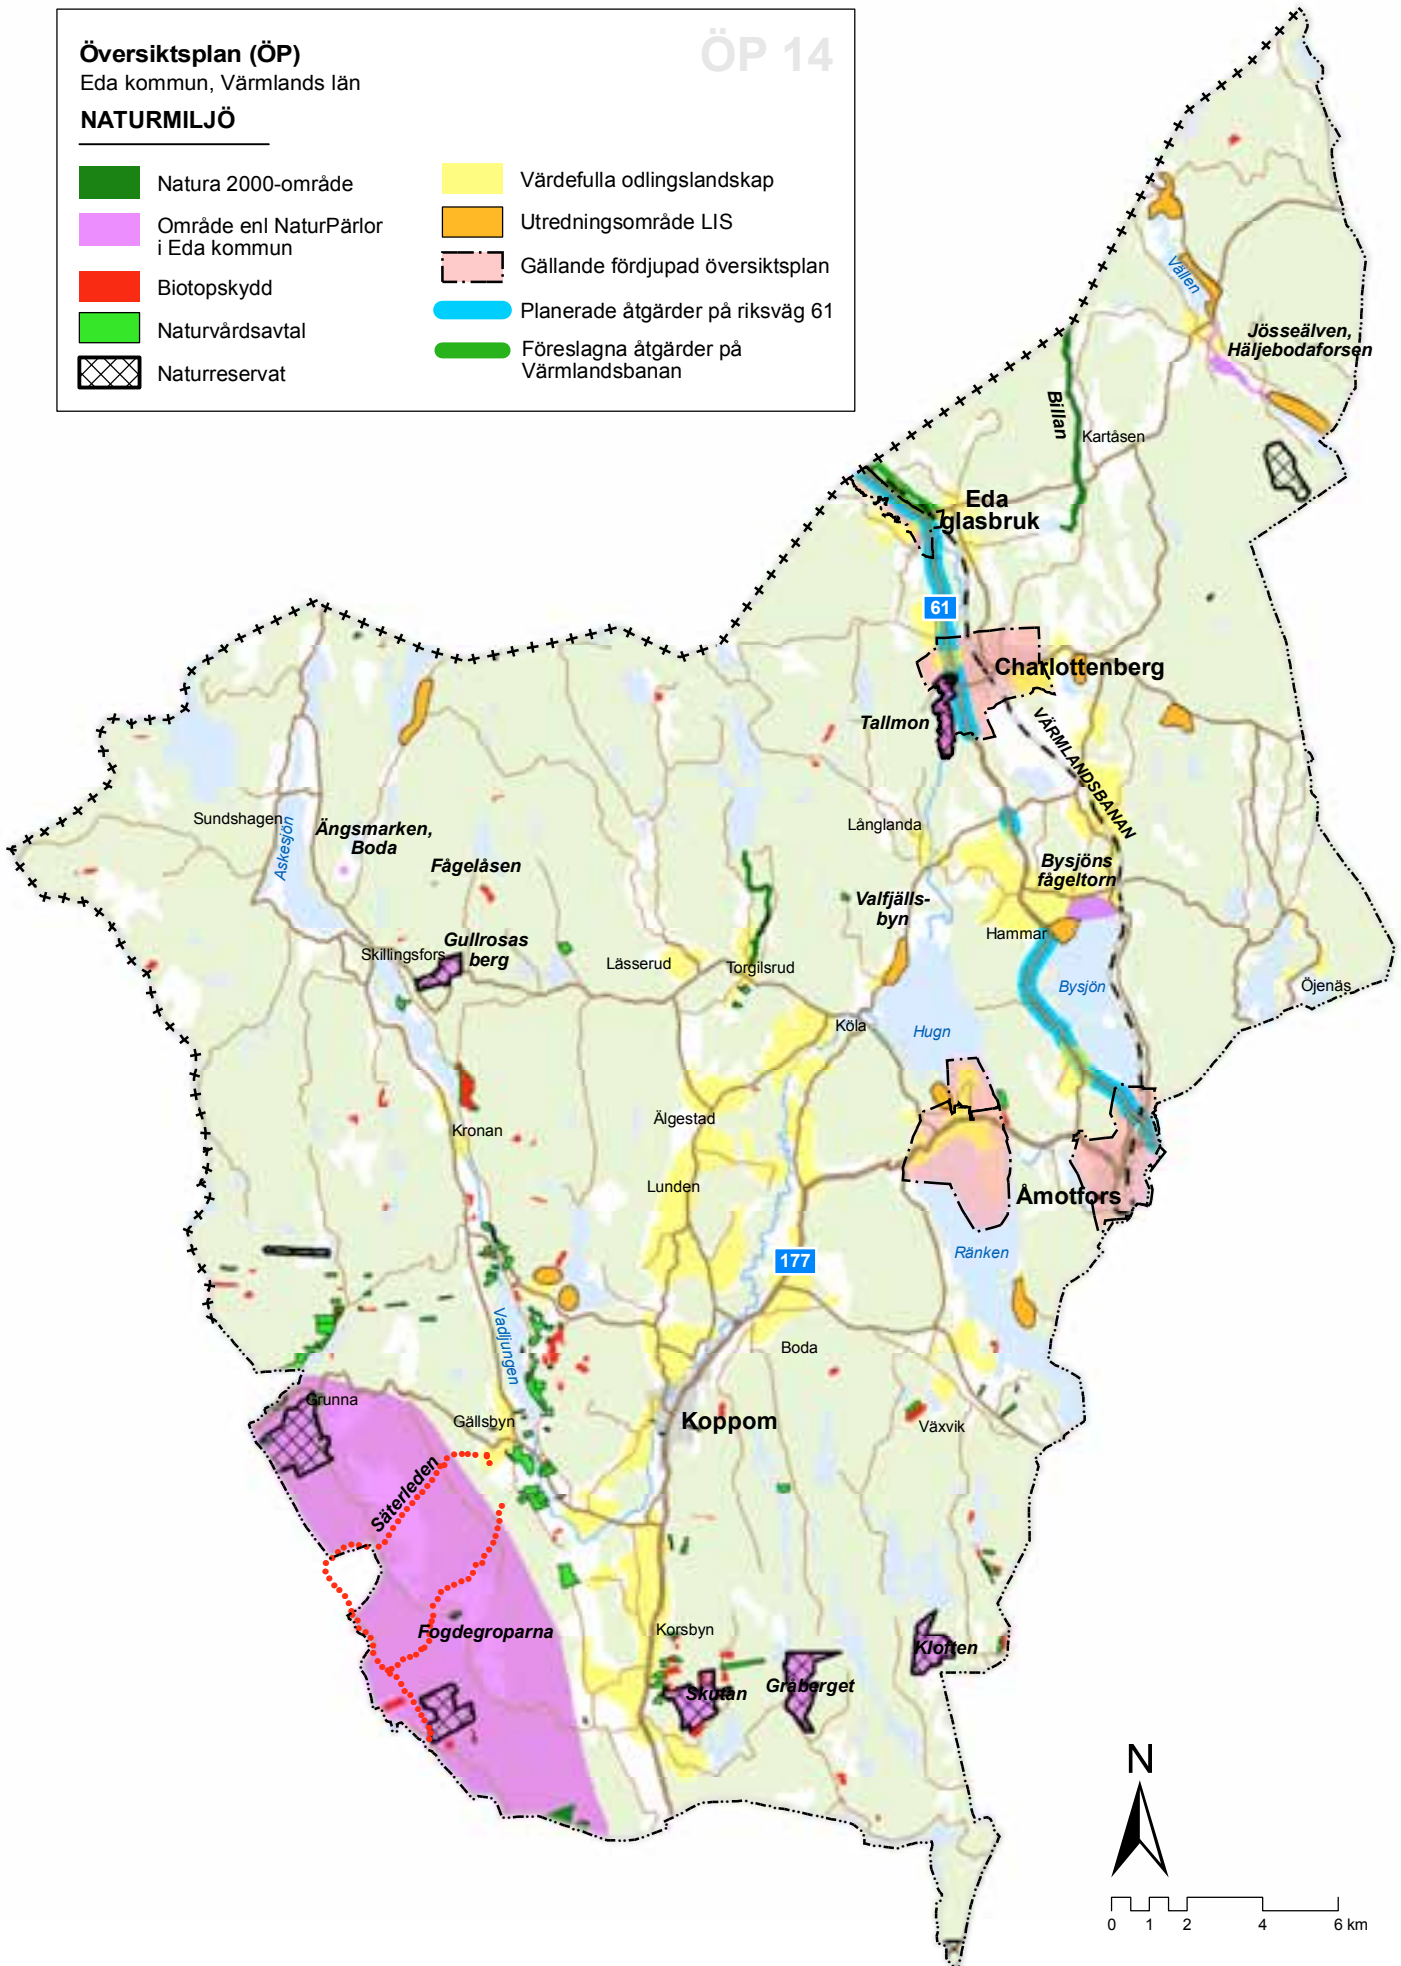 Översiktsplan (ÖP)
ÖP 14
Eda kommun, Värmlands län
NATURMILJÖ
Natura 2000-område
Område enl NaturPärlor
i Eda kommun
Biotopskydd
Naturvårdsavtal
Naturreservat
Värdefulla odlingslandskap
Utredningsområde LIS
Gällande fördjupad översiktsplan
Planerade åtgärder på riksväg 61
Föreslagna åtgärder på
Värmlandsbanan
Vällen
Jösseälven,
Häljebodaforsen
Billan
Kartåsen
Eda
glasbruk
61
Charlottenberg
Tallmon
VÄRMLANDSBANAN
Sundshagen
Askesjön
Ängsmarken,
Boda
Fågelåsen
Långlanda
Bysjöns
fågeltorn
Valfjälls-
byn
Hammar
Skillingsfors
Gullrosas
berg
Lässerud
Torgilsrud
Bysjön
Öjenäs
Köla
Hugn
Kronan
Älgestad
Lunden
Åmotfors
177
Ränken
Vadljungen
Boda
Grunna
Gällsbyn
Koppom
Växvik
Säterleden
Fogdegroparna
Korsbyn
Klöften
Skutan
Gråberget
N
0 1 2 4 6 km